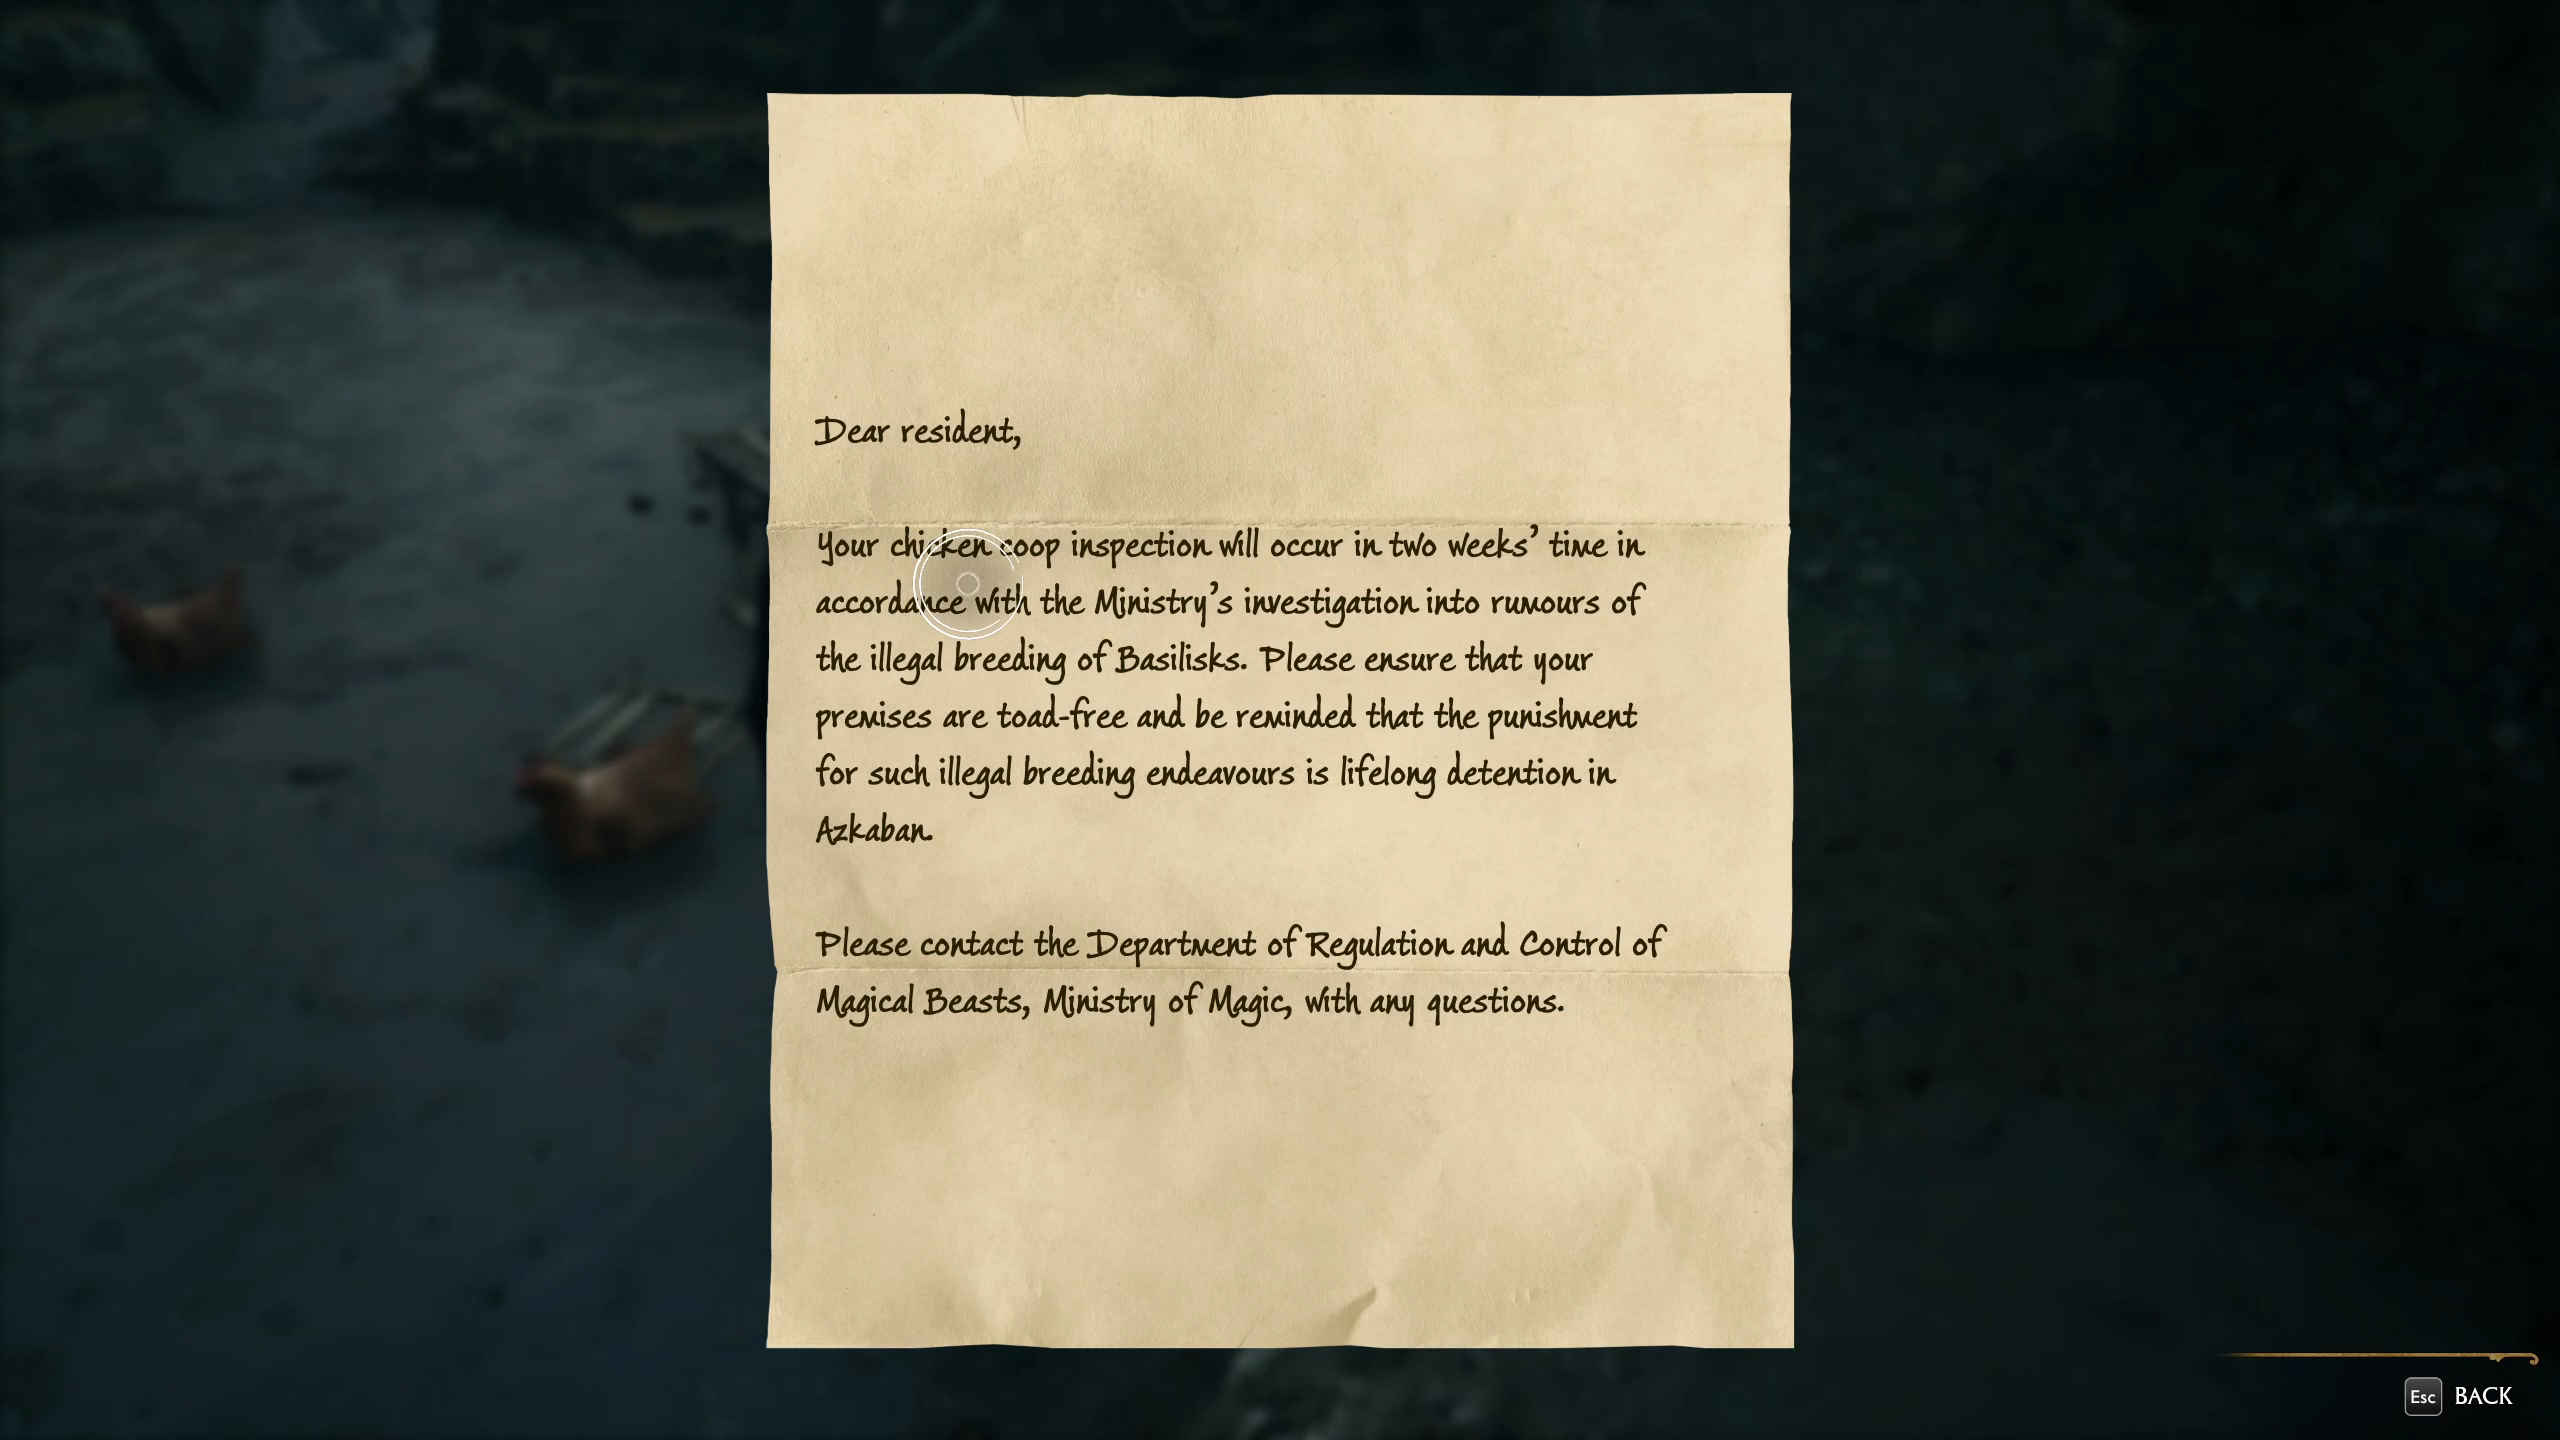 Dear resident,
Your chicken coop inspection will occur in two weeks’ time in
accordance with the Ministry’s investigation into rumours of
the illegal breeding of Basilisks. Please ensure that your
premises are toad-free and be reminded that the punishment
for such illegal breeding endeavours is lifelong detention in
Azkaban.
Please contact the Department of Regulation and Control of
Magical Beasts, Ministry of Magic, with any questions.
Esc BACK